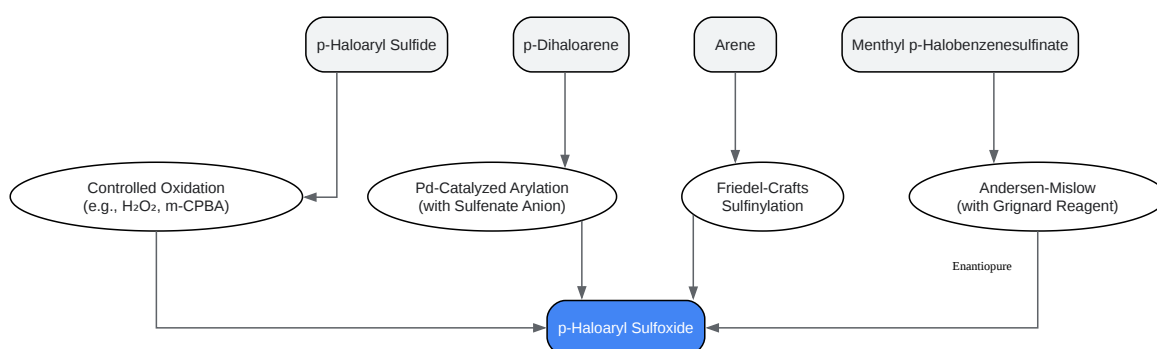 p-Haloaryl Sulfide
p-Dihaloarene
Arene
Menthyl p-Halobenzenesulfinate
Controlled Oxidation
(e.g., H₂O₂, m-CPBA)
Pd-Catalyzed Arylation
(with Sulfenate Anion)
Friedel-Crafts
Sulfinylation
Andersen-Mislow
(with Grignard Reagent)
Enantiopure
p-Haloaryl Sulfoxide